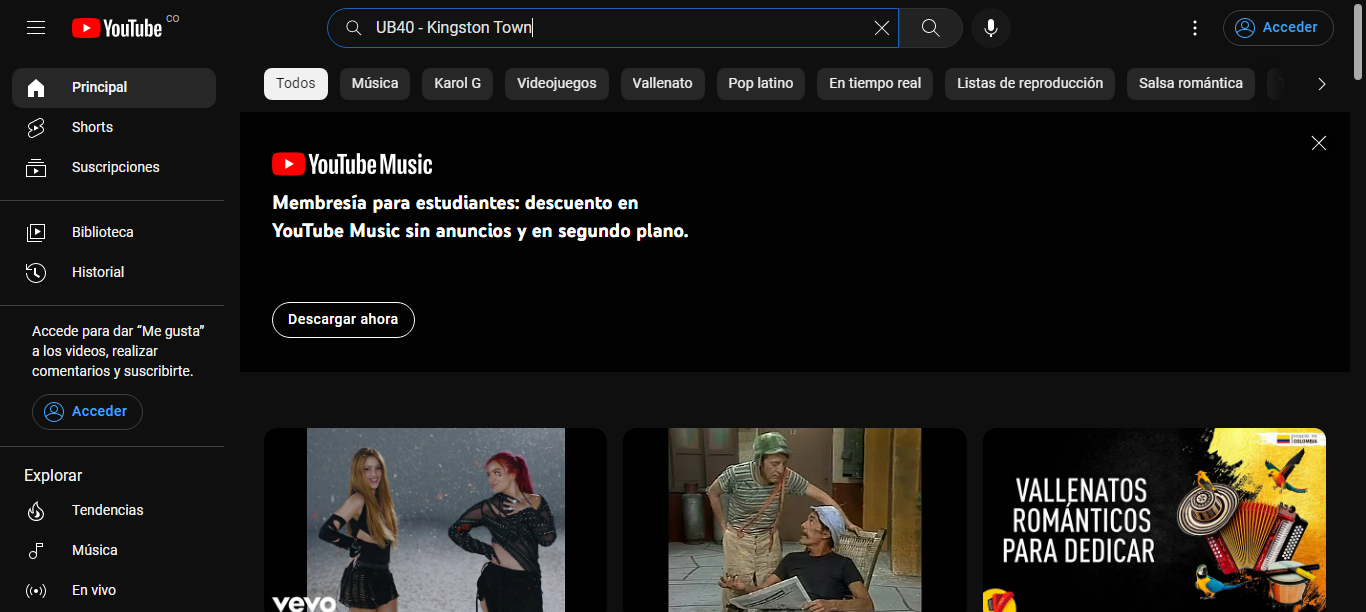 YouTube CO
UB40 - Kingston Town
Acceder
Principal
Shorts
Suscripciones
Biblioteca
Historial
Accede para dar “Me gusta”
a los videos, realizar
comentarios y suscribirte.
Acceder
Explorar
Tendencias
Música
En vivo
Todos
Música
Karol G
Videojuegos
Vallenato
Pop latino
En tiempo real
Listas de reproducción
Salsa romántica
YouTube Music
Membresía para estudiantes: descuento en
YouTube Music sin anuncios y en segundo plano.
Descargar ahora
vevo
12
VALLENATOS
ROMÁNTICOS
PARA DEDICAR
COLOMBIA